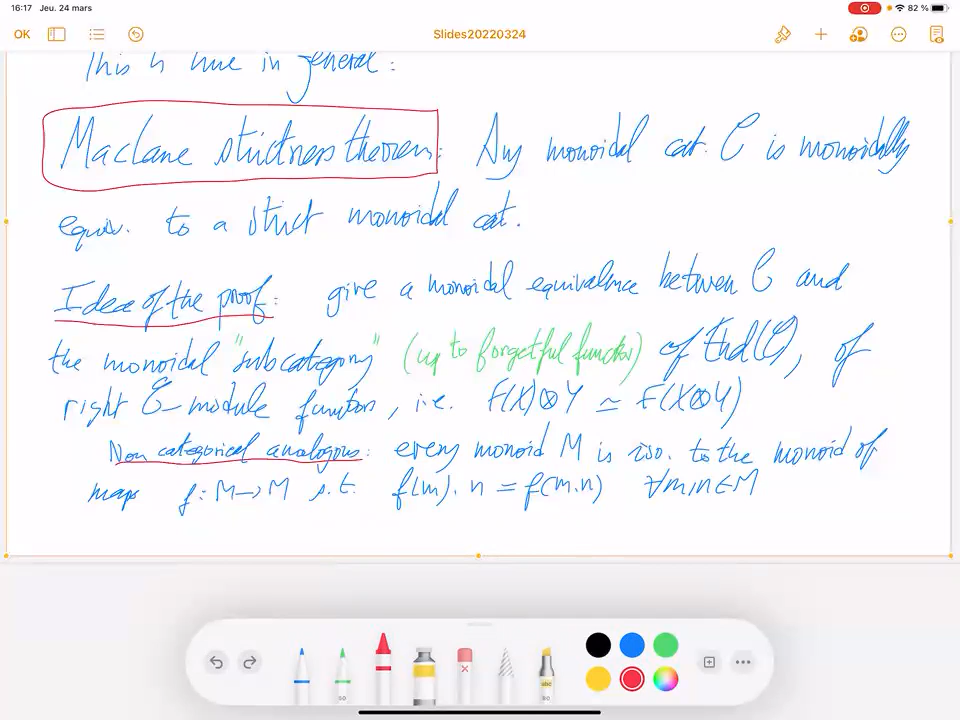 16:17 Jeu. 24 mars
82 %
OK
Slides20220324
This is true in general :
MacLane strictness theorem : Any monoidal cat. C is monoidally
equiv. to a strict monoidal cat.
Idea of the proof : give a monoidal equivalence between C and
the monoidal "subcategory" (up to forgetful functor) of End(C), of
right C-module functors, i.e. F(X)⊗Y ≃ F(X⊗Y)
Non categorical analogous : every monoid M is iso. to the monoid of
maps f : M→M s.t. f(m).n = f(m.n) ∀m,n∈M